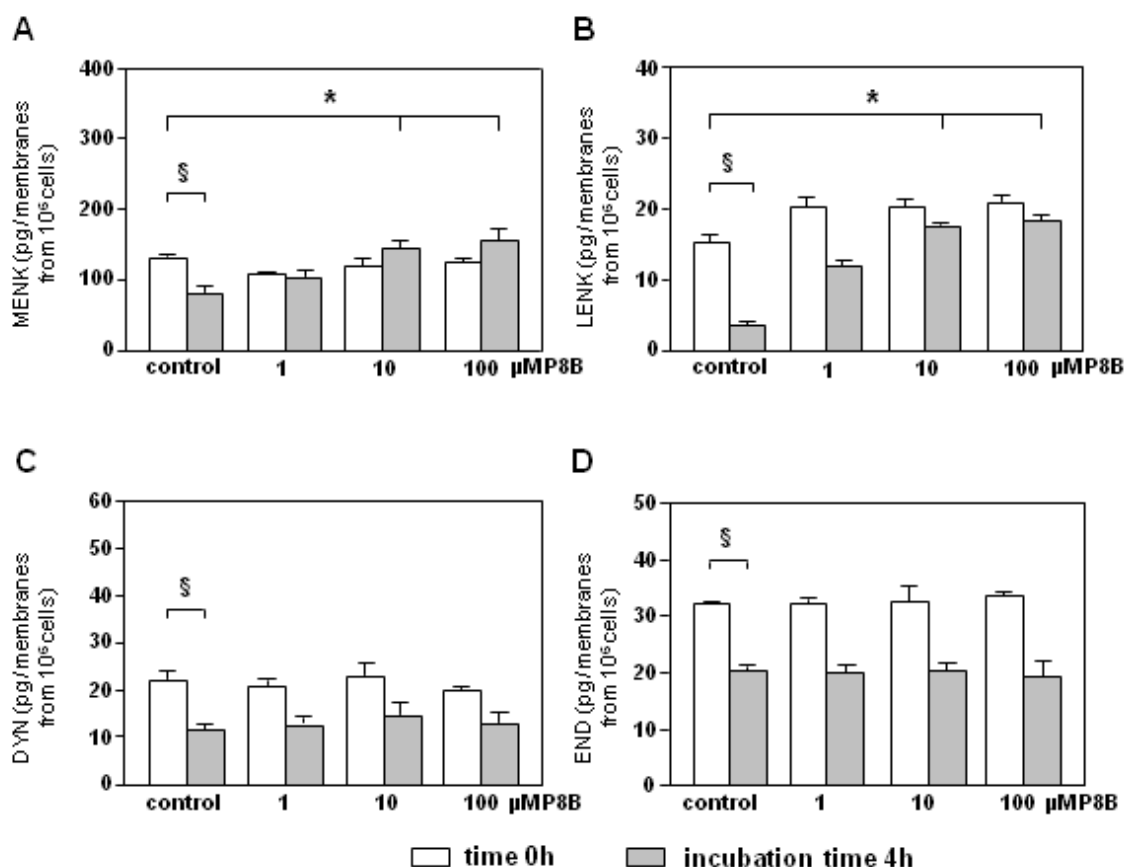 A
MENK (pg/membranes
from 10⁶cells)
400
300
200
100
0
*
§
control 1 10 100 µMP8B
B
LENK (pg/membranes
from 10⁶cells)
40
30
20
10
0
*
§
control 1 10 100 µMP8B
C
DYN (pg/membranes
from 10⁶cells)
60
50
40
30
20
10
0
§
control 1 10 100 µMP8B
D
END (pg/membranes
from 10⁶cells)
50
40
30
20
10
0
§
control 1 10 100 µMP8B
time 0h incubation time 4h